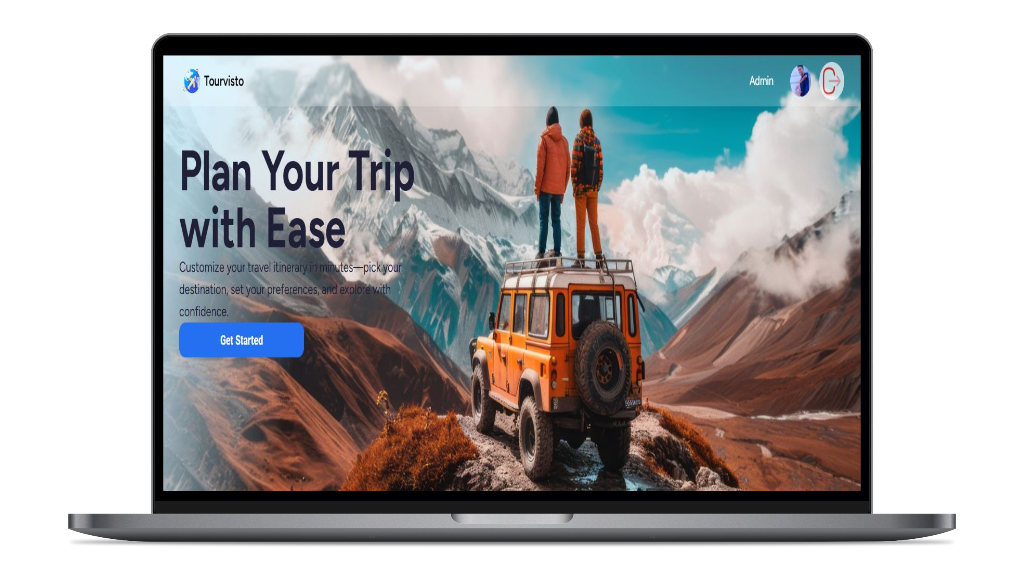 Tourvisto
Admin
Plan Your Trip
with Ease
Customize your travel itinerary in minutes—pick your
destination, set your preferences, and explore with
confidence.
Get Started